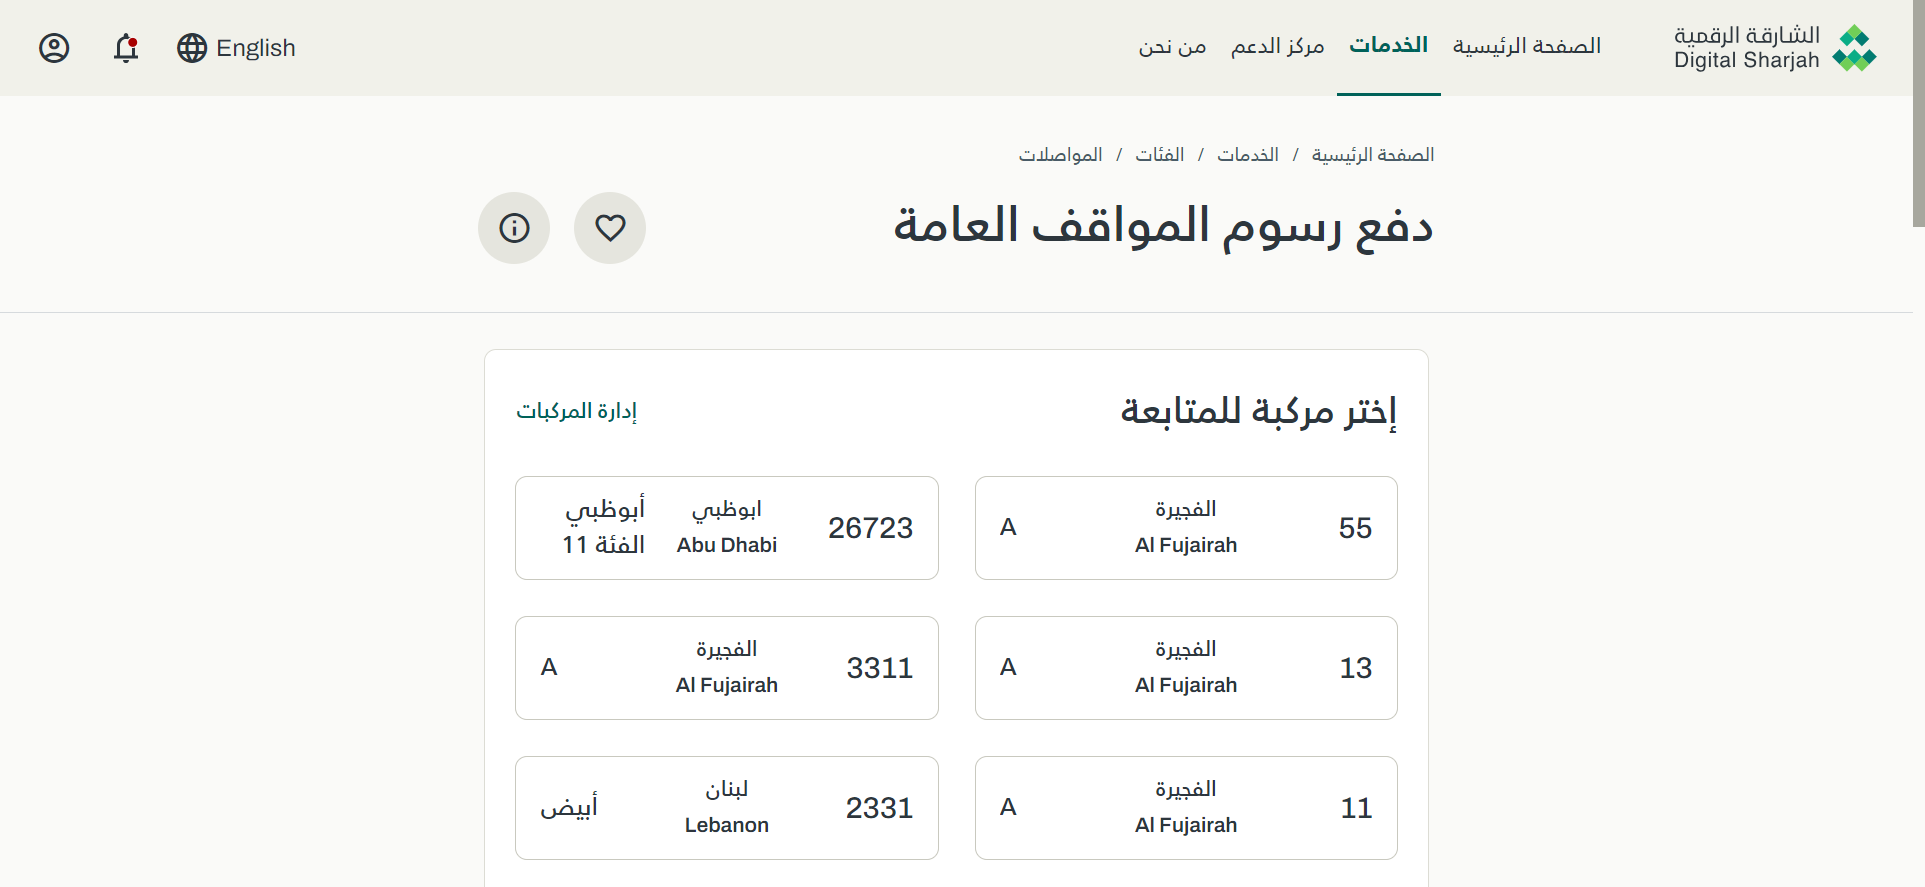 الشارقة الرقمية
Digital Sharjah
الصفحة الرئيسية
الخدمات
مركز الدعم
من نحن
English
الصفحة الرئيسية / الخدمات / الفئات / المواصلات
دفع رسوم المواقف العامة
إختر مركبة للمتابعة
إدارة المركبات
55
الفجيرة
Al Fujairah
A
26723
ابوظبي
Abu Dhabi
أبوظبي
الفئة 11
13
الفجيرة
Al Fujairah
A
3311
الفجيرة
Al Fujairah
A
11
الفجيرة
Al Fujairah
A
2331
لبنان
Lebanon
أبيض